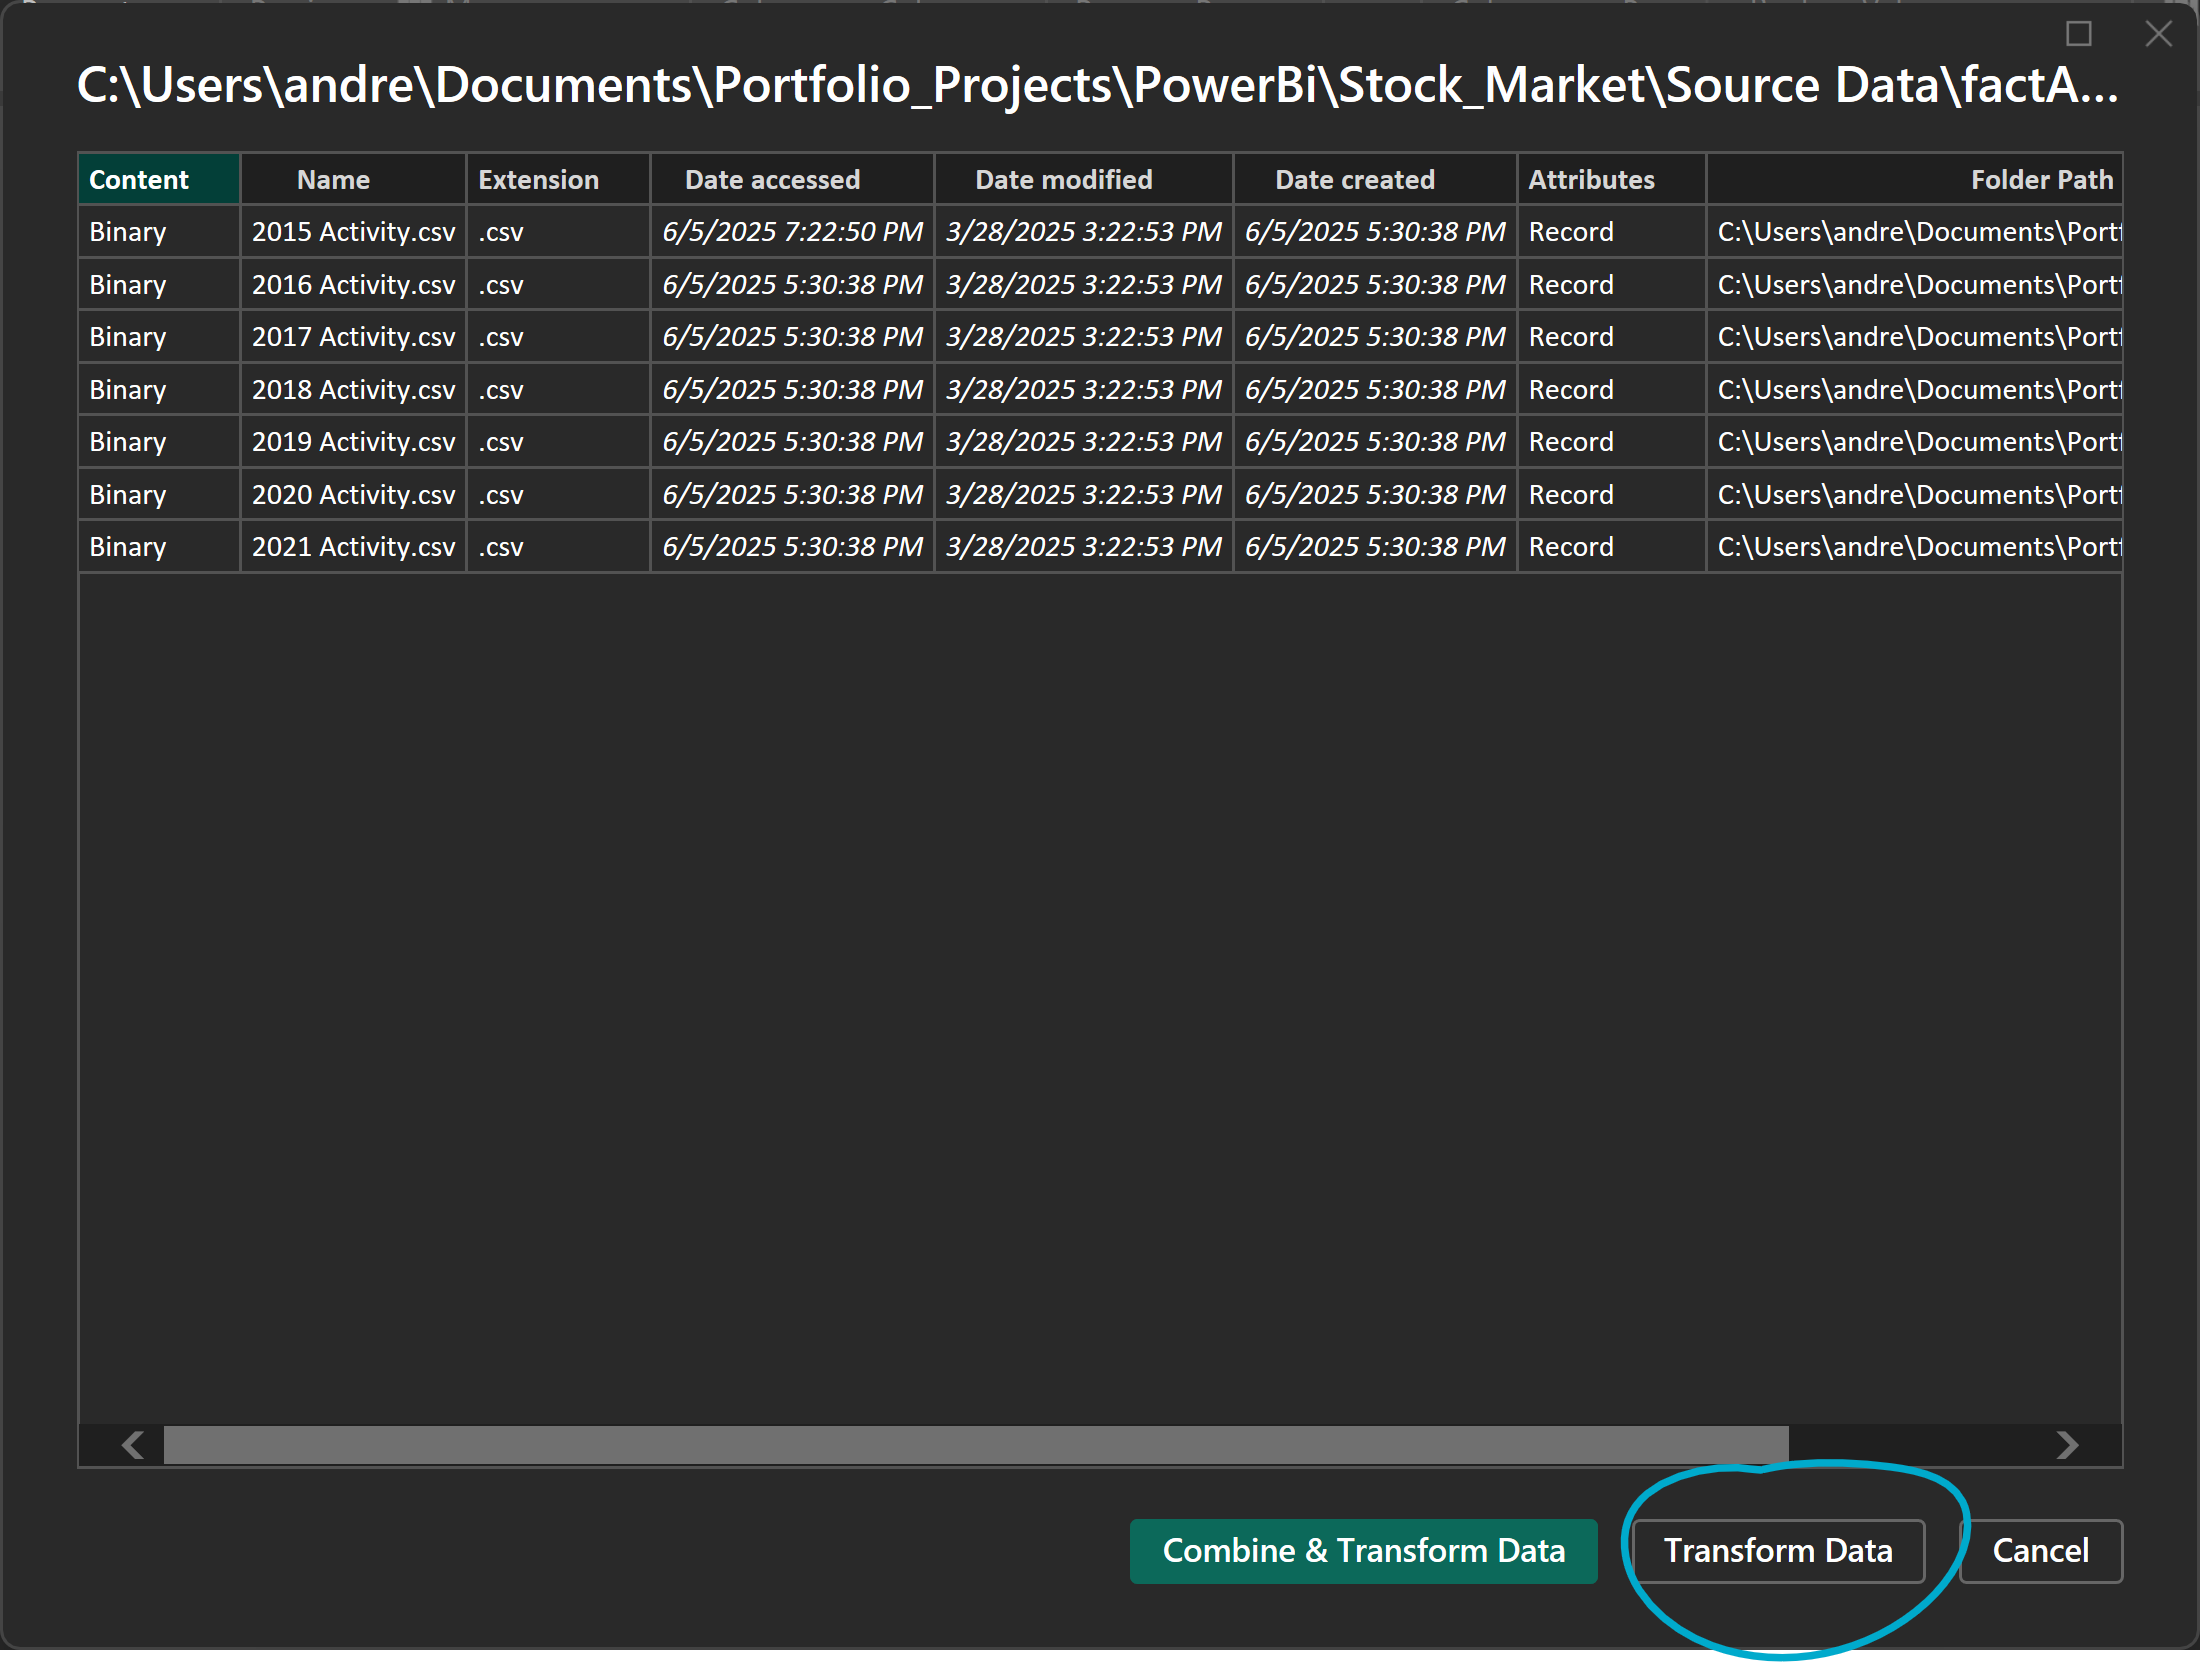 C:\Users\andre\Documents\Portfolio_Projects\PowerBi\Stock_Market\Source Data\factA...
Content Name Extension Date accessed Date modified Date created Attributes Folder Path
Binary 2015 Activity.csv .csv 6/5/2025 7:22:50 PM 3/28/2025 3:22:53 PM 6/5/2025 5:30:38 PM Record C:\Users\andre\Documents\Portf
Binary 2016 Activity.csv .csv 6/5/2025 5:30:38 PM 3/28/2025 3:22:53 PM 6/5/2025 5:30:38 PM Record C:\Users\andre\Documents\Portf
Binary 2017 Activity.csv .csv 6/5/2025 5:30:38 PM 3/28/2025 3:22:53 PM 6/5/2025 5:30:38 PM Record C:\Users\andre\Documents\Portf
Binary 2018 Activity.csv .csv 6/5/2025 5:30:38 PM 3/28/2025 3:22:53 PM 6/5/2025 5:30:38 PM Record C:\Users\andre\Documents\Portf
Binary 2019 Activity.csv .csv 6/5/2025 5:30:38 PM 3/28/2025 3:22:53 PM 6/5/2025 5:30:38 PM Record C:\Users\andre\Documents\Portf
Binary 2020 Activity.csv .csv 6/5/2025 5:30:38 PM 3/28/2025 3:22:53 PM 6/5/2025 5:30:38 PM Record C:\Users\andre\Documents\Portf
Binary 2021 Activity.csv .csv 6/5/2025 5:30:38 PM 3/28/2025 3:22:53 PM 6/5/2025 5:30:38 PM Record C:\Users\andre\Documents\Portf
Combine & Transform Data Transform Data Cancel